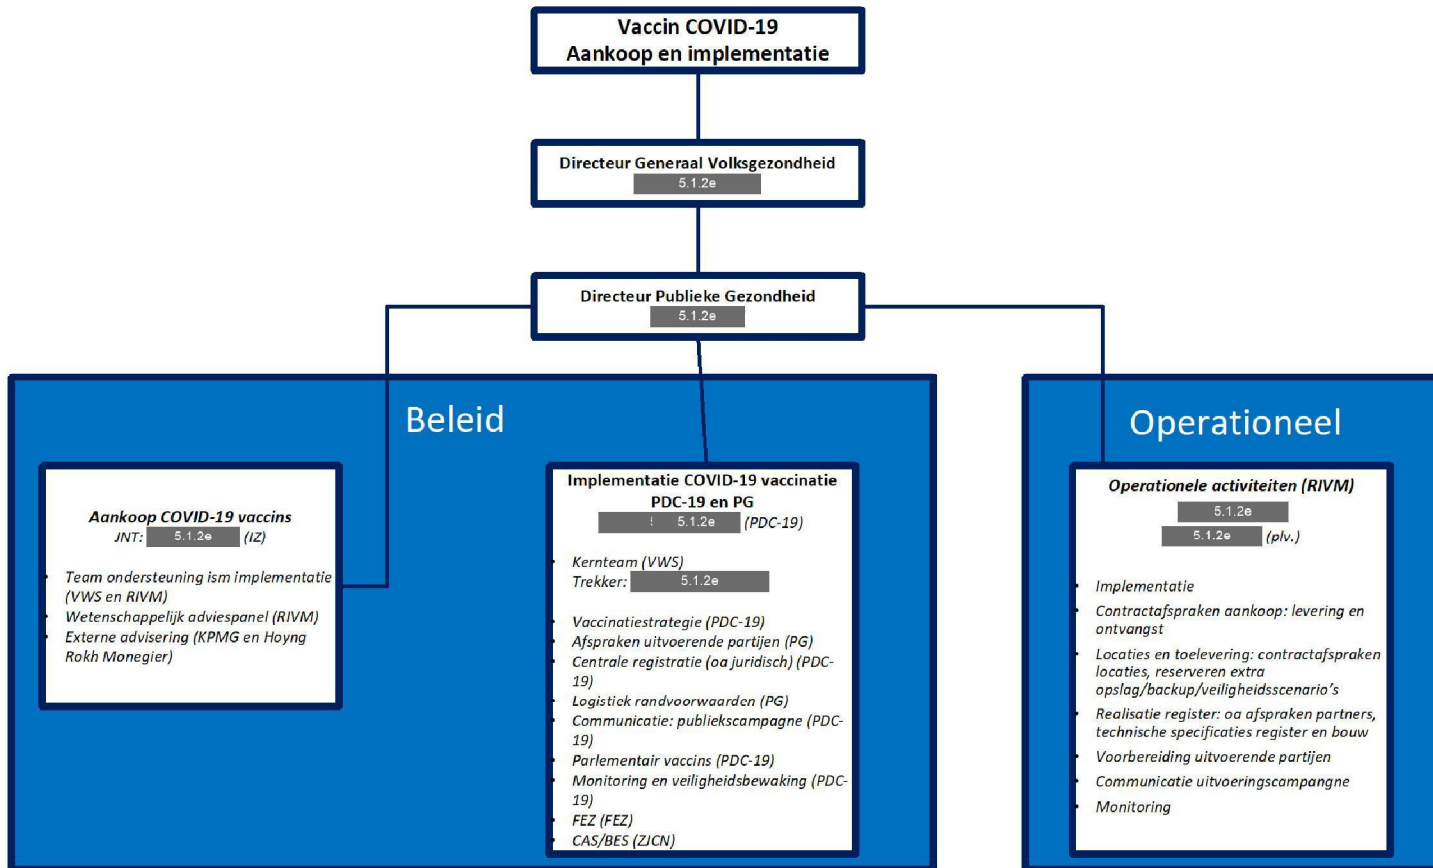 Vaccin COVID-19
Aankoop en implementatie
Directeur Generaal Volksgezondheid
5.1.2e
Directeur Publieke Gezondheid
5.1.2e
Beleid
Aankoop COVID-19 vaccins
JNT: 5.1.2e (IZ)
• Team ondersteuning ism implementatie
(VWS en RIVM)
• Wetenschappelijk adviespanel (RIVM)
• Externe advisering (KPMG en Hoyng
Rokh Monegier)
Implementatie COVID-19 vaccinatie
PDC-19 en PG
5.1.2e (PDC-19)
• Kernteam (VWS)
Trekker: 5.1.2e
• Vaccinatiestrategie (PDC-19)
• Afspraken uitvoerende partijen (PG)
• Centrale registratie (oa juridisch) (PDC-
19)
• Logistiek randvoorwaarden (PG)
• Communicatie: publiekscampagne (PDC-
19)
• Parlementair vaccins (PDC-19)
• Monitoring en veiligheidsbewaking (PDC-
19)
• FEZ (FEZ)
• CAS/BES (ZJCN)
Operationeel
Operationele activiteiten (RIVM)
5.1.2e
5.1.2e (plv.)
• Implementatie
• Contractafspraken aankoop: levering en
ontvangst
• Locaties en toelevering: contractafspraken
locaties, reserveren extra
opslag/backup/veiligheidsscenario's
• Realisatie register: oa afspraken partners,
technische specificaties register en bouw
• Voorbereiding uitvoerende partijen
• Communicatie uitvoeringscampangne
• Monitoring